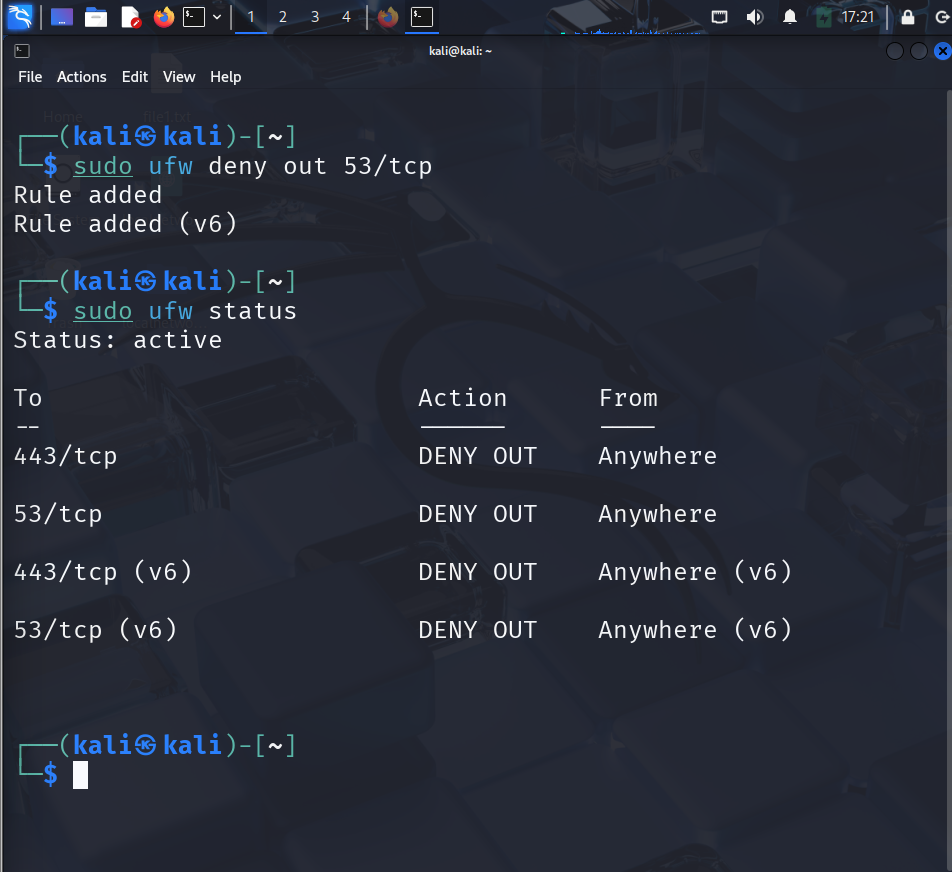 1 2 3 4 17:21
kali@kali: ~
File Actions Edit View Help
Home file1.txt
┌──(kali㉿kali)-[~]
└─$ sudo ufw deny out 53/tcp
Rule added
Rule added (v6)
┌──(kali㉿kali)-[~]
└─$ sudo ufw status
Status: active
To Action From
-- ------ ----
443/tcp DENY OUT Anywhere
53/tcp DENY OUT Anywhere
443/tcp (v6) DENY OUT Anywhere (v6)
53/tcp (v6) DENY OUT Anywhere (v6)
┌──(kali㉿kali)-[~]
└─$